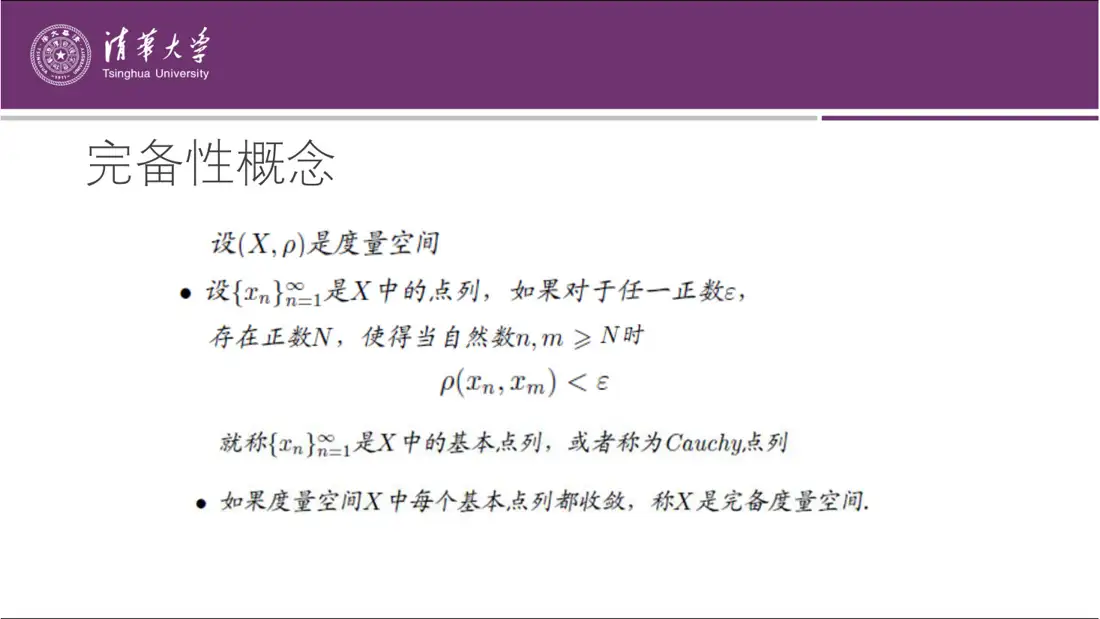 清华大学
Tsinghua University
完备性概念
设(X, ρ)是度量空间
• 设{xₙ}∞ₙ₌₁是X中的点列，如果对于任一正数ε，
存在正数N，使得当自然数n, m ⩾ N时
ρ(xₙ, xₘ) < ε
就称{xₙ}∞ₙ₌₁是X中的基本点列，或者称为Cauchy点列
• 如果度量空间X中每个基本点列都收敛，称X是完备度量空间.